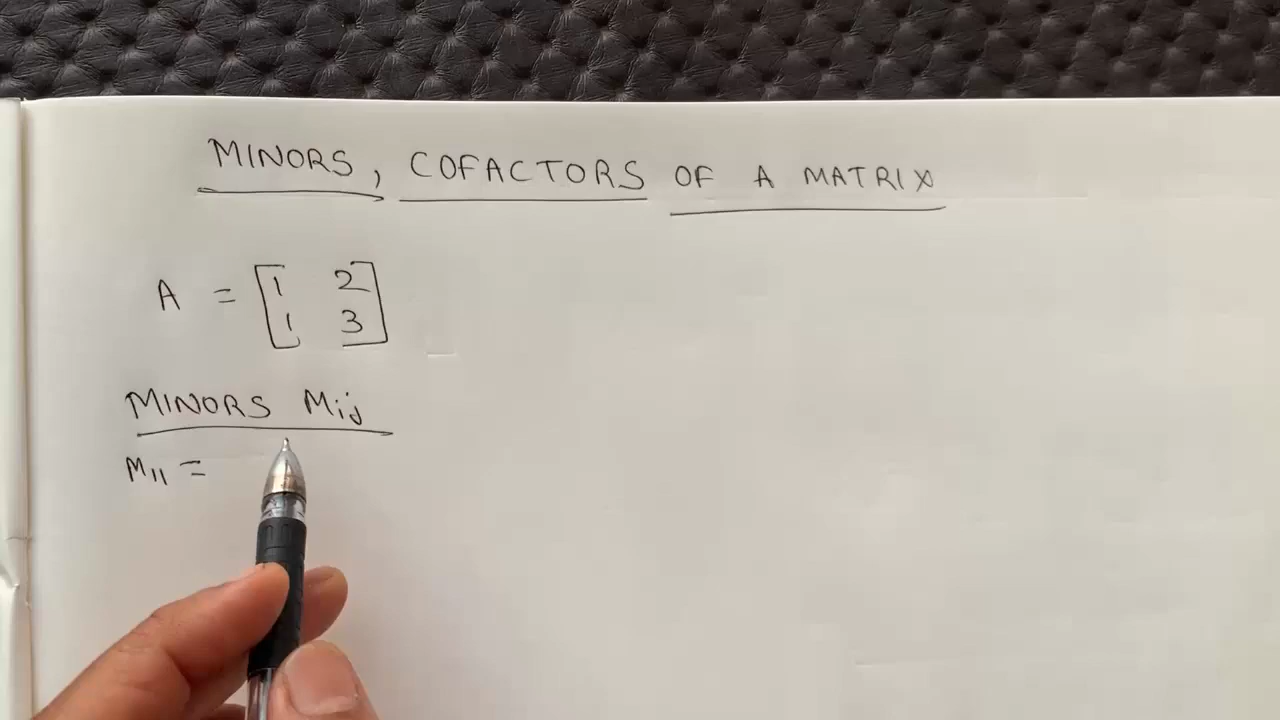 MINORS, COFACTORS OF A MATRIX
A = [1 2
1 3]
MINORS Mij
M11 =